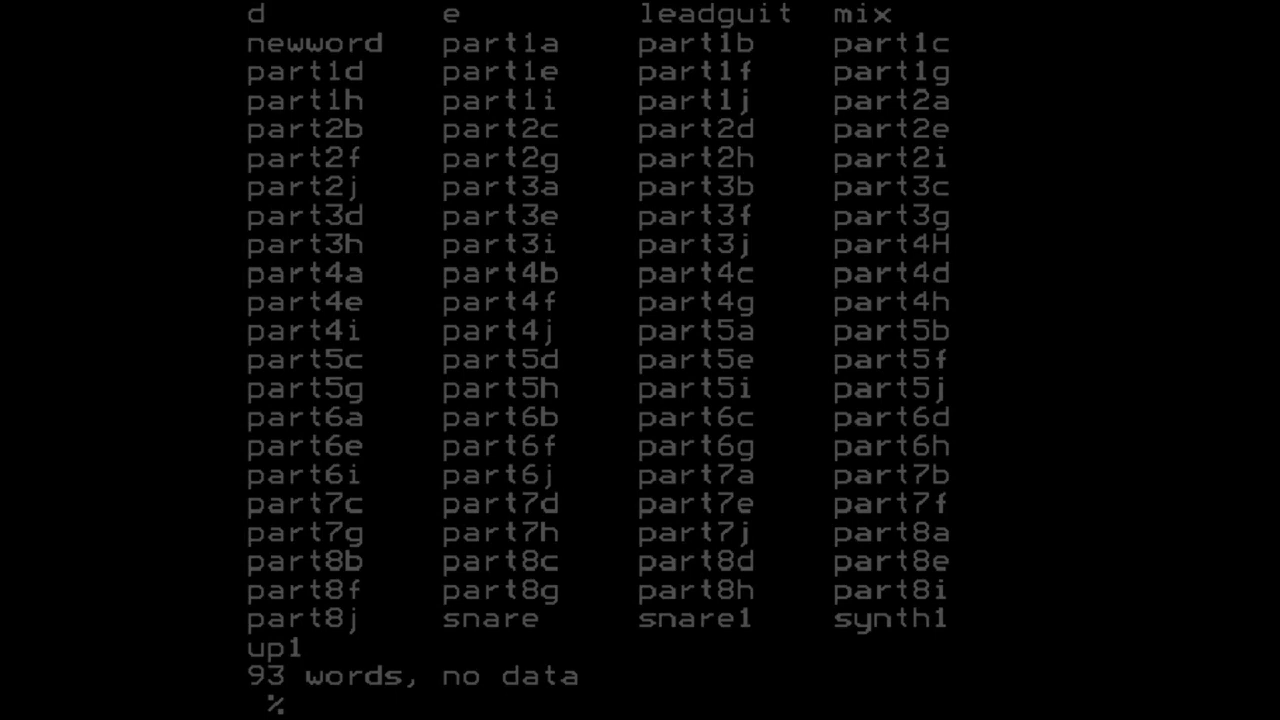 d e leadguit mix
newword part1a part1b part1c
part1d part1e part1f part1g
part1h part1i part1j part2a
part2b part2c part2d part2e
part2f part2g part2h part2i
part2j part3a part3b part3c
part3d part3e part3f part3g
part3h part3i part3j part4H
part4a part4b part4c part4d
part4e part4f part4g part4h
part4i part4j part5a part5b
part5c part5d part5e part5f
part5g part5h part5i part5j
part6a part6b part6c part6d
part6e part6f part6g part6h
part6i part6j part7a part7b
part7c part7d part7e part7f
part7g part7h part7j part8a
part8b part8c part8d part8e
part8f part8g part8h part8i
part8j snare snare1 synth1
up1
93 words, no data
%